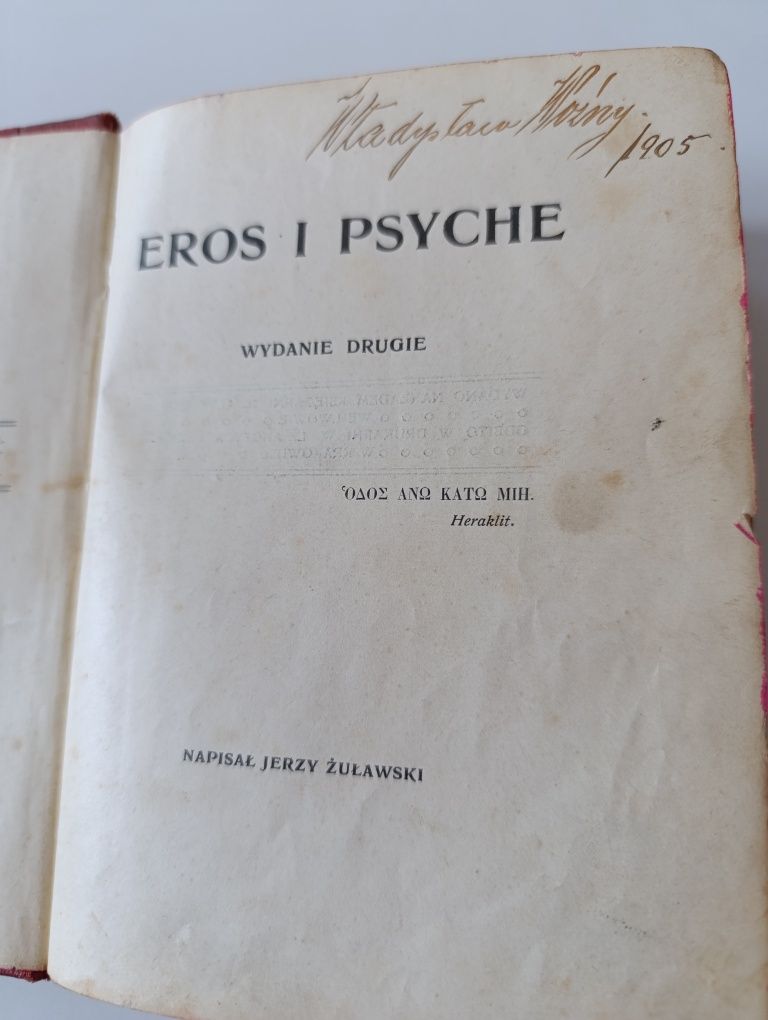 Władysław Woźny.
1905.
EROS I PSYCHE
WYDANIE DRUGIE
ὉΔΟΣ ΑΝΩ ΚΑΤΩ ΜΙΗ.
Heraklit.
NAPISAŁ JERZY ŻUŁAWSKI